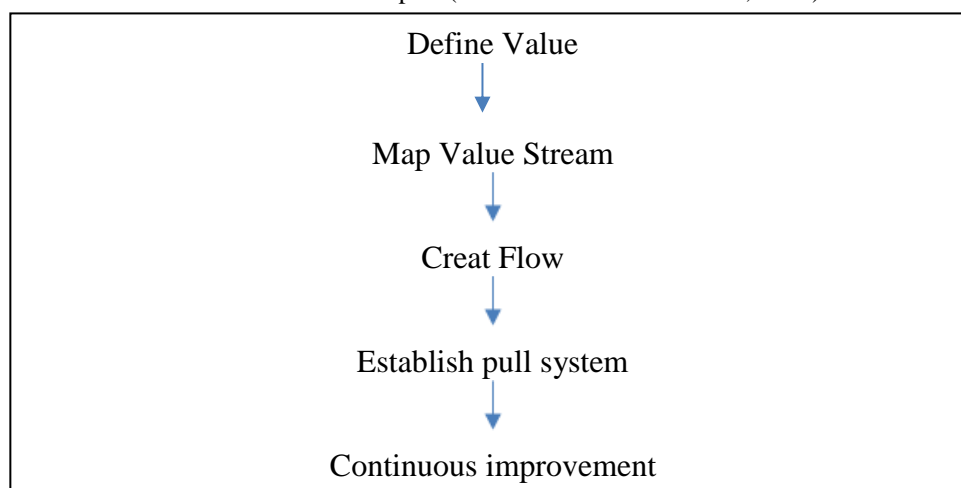 Define Value
Map Value Stream
Creat Flow
Establish pull system
Continuous improvement